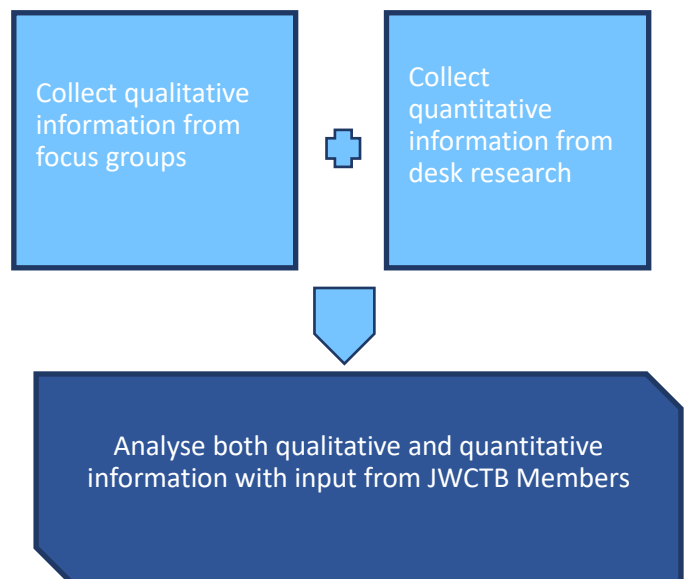 Collect qualitative
information from
focus groups
Collect
quantitative
information from
desk research
Analyse both qualitative and quantitative
information with input from JWCTB Members